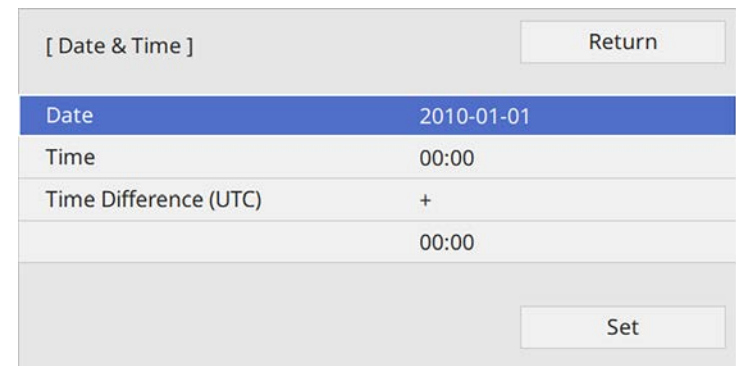 [ Date & Time ] Return
Date 2010-01-01
Time 00:00
Time Difference (UTC) +
00:00
Set